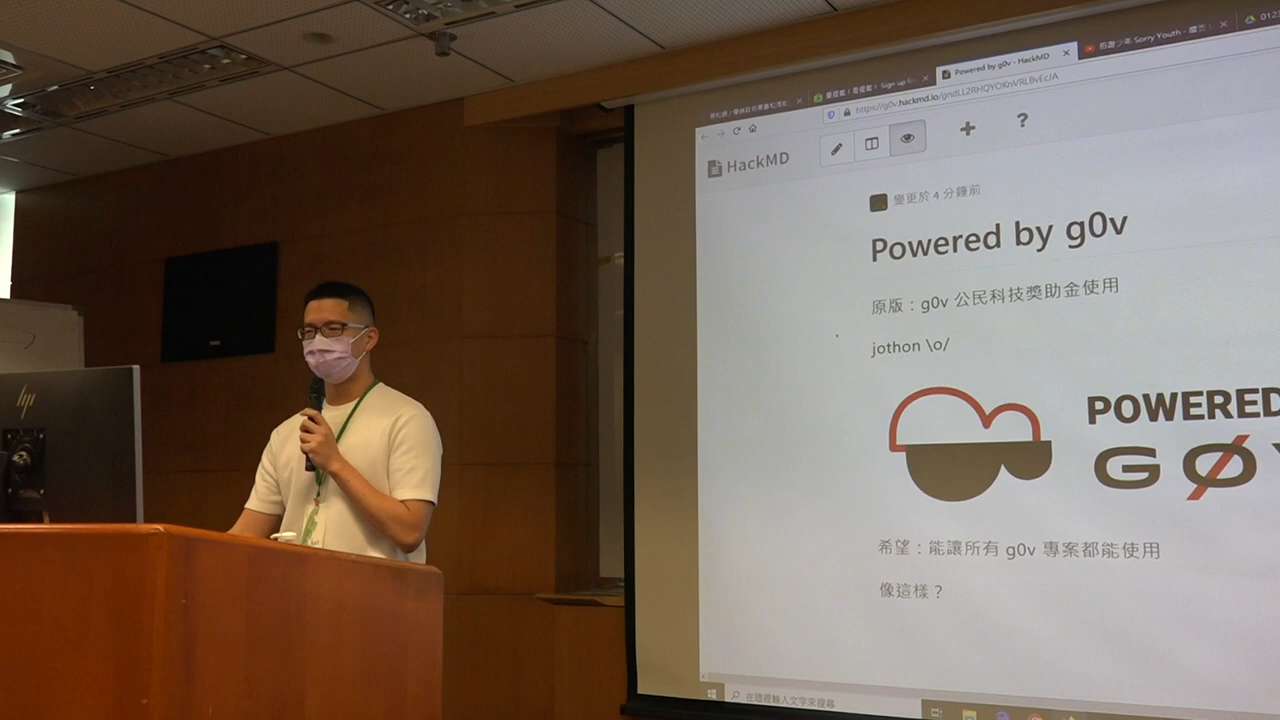 Powered by g0v - HackMD
https://g0v.hackmd.io/gndLL2RHQYOKnVRLBvEcJA
HackMD
變更於 4 分鐘前
Powered by g0v
原版：g0v 公民科技獎助金使用
jothon \o/
POWERED
GØ
希望：能讓所有 g0v 專案都能使用
像這樣？
在這裡輸入文字來搜尋
hp